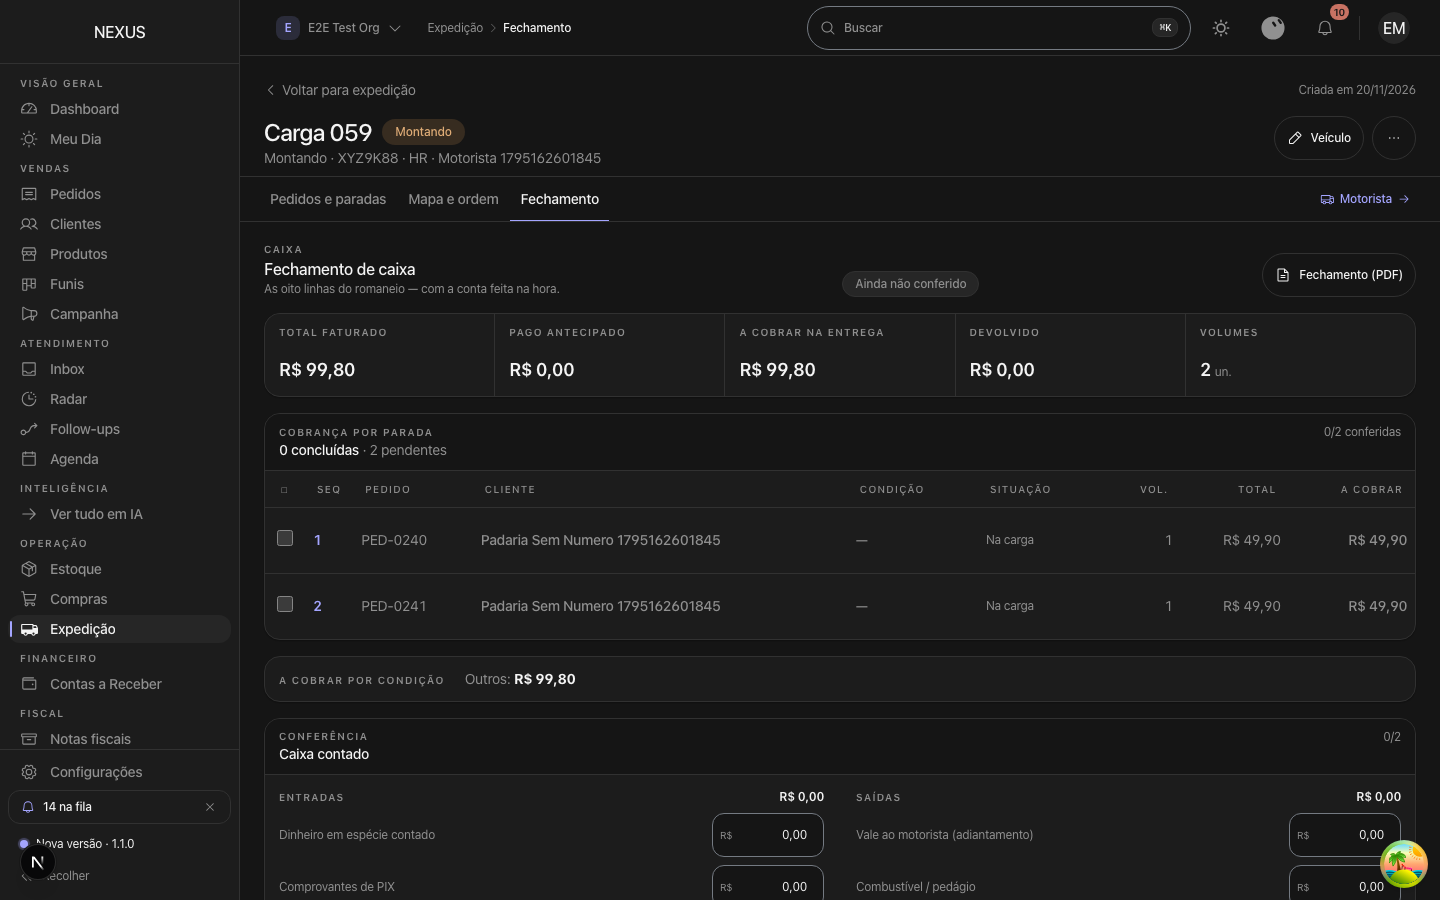 NEXUS
VISÃO GERAL
Dashboard
Meu Dia
VENDAS
Pedidos
Clientes
Produtos
Funis
Campanha
ATENDIMENTO
Inbox
Radar
Follow-ups
Agenda
INTELIGÊNCIA
Ver tudo em IA
OPERAÇÃO
Estoque
Compras
Expedição
FINANCEIRO
Contas a Receber
FISCAL
Notas fiscais
Configurações
14 na fila
Nova versão · 1.1.0
N
E E2E Test Org Expedição Fechamento
Buscar ⌘K
10
EM
Voltar para expedição
Criada em 20/11/2026
Carga 059 Montando
Veículo ...
Montando · XYZ9K88 · HR · Motorista 1795162601845
Pedidos e paradas Mapa e ordem Fechamento
Motorista →
CAIXA
Fechamento de caixa
As oito linhas do romaneio — com a conta feita na hora.
Ainda não conferido
Fechamento (PDF)
TOTAL FATURADO PAGO ANTECIPADO A COBRAR NA ENTREGA DEVOLVIDO VOLUMES
R$ 99,80 R$ 0,00 R$ 99,80 R$ 0,00 2 un.
COBRANÇA POR PARADA
0/2 conferidas
0 concluídas · 2 pendentes
SEQ PEDIDO CLIENTE CONDIÇÃO SITUAÇÃO VOL. TOTAL A COBRAR
1 PED-0240 Padaria Sem Numero 1795162601845 — Na carga 1 R$ 49,90 R$ 49,90
2 PED-0241 Padaria Sem Numero 1795162601845 — Na carga 1 R$ 49,90 R$ 49,90
A COBRAR POR CONDIÇÃO Outros: R$ 99,80
CONFERÊNCIA
0/2
Caixa contado
ENTRADAS R$ 0,00 SAÍDAS R$ 0,00
Dinheiro em espécie contado R$ 0,00 Vale ao motorista (adiantamento) R$ 0,00
Comprovantes de PIX R$ 0,00 Combustível / pedágio R$ 0,00